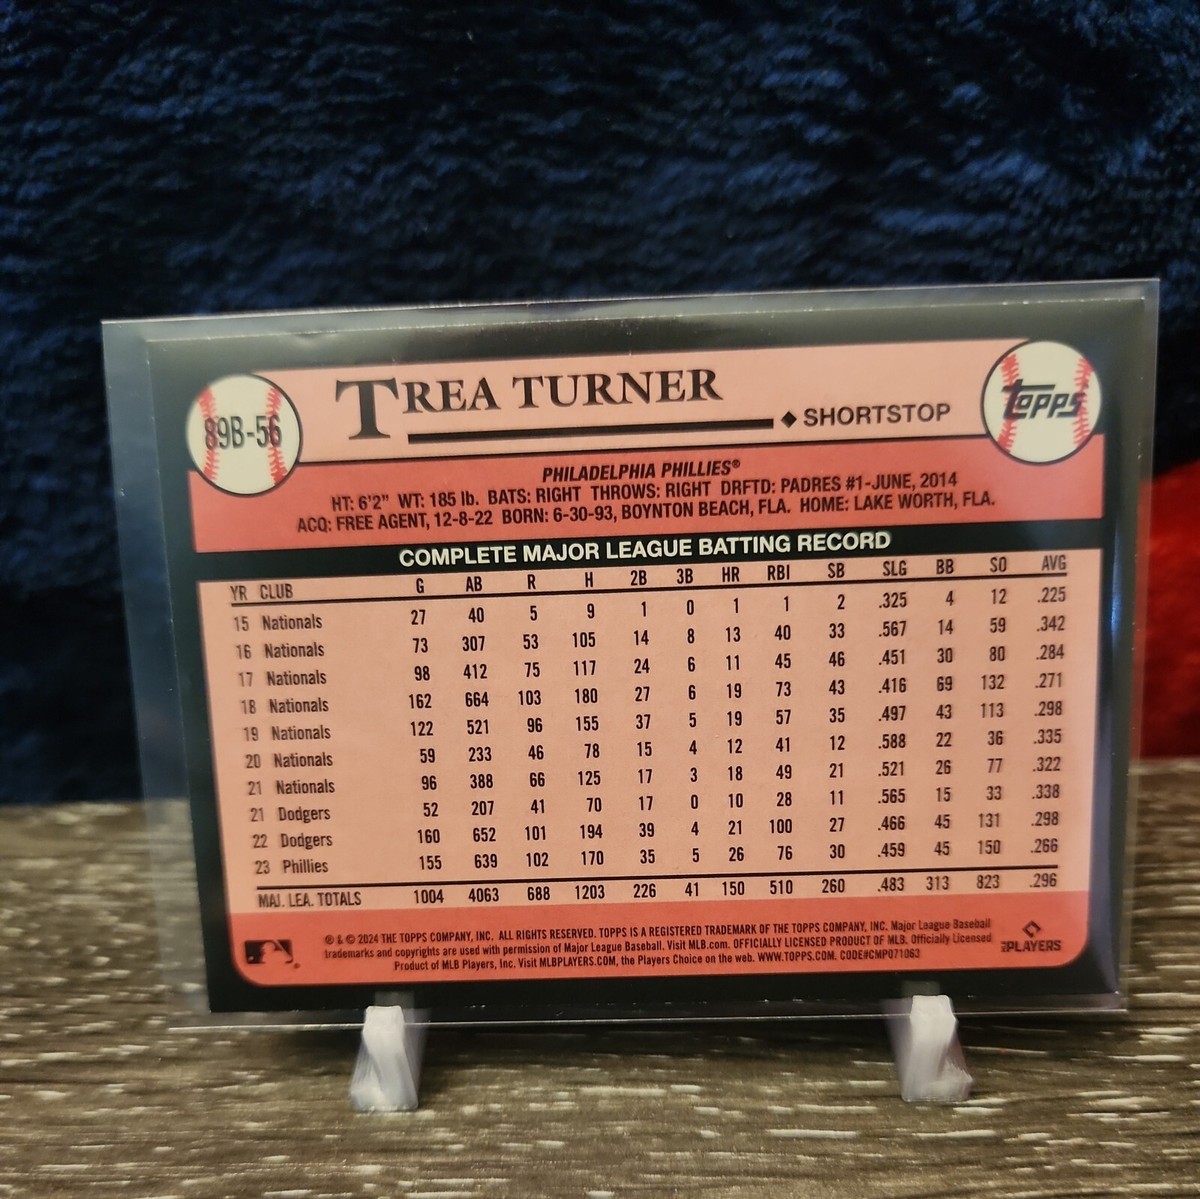 89B-56
TREA TURNER
◆ SHORTSTOP
TOPPS
PHILADELPHIA PHILLIES®
HT: 6'2" WT: 185 lb. BATS: RIGHT THROWS: RIGHT DRFTD: PADRES #1-JUNE, 2014
ACQ: FREE AGENT, 12-8-22 BORN: 6-30-93, BOYNTON BEACH, FLA. HOME: LAKE WORTH, FLA.
COMPLETE MAJOR LEAGUE BATTING RECORD
YR CLUB G AB R H 2B 3B HR RBI SB SLG BB SO AVG
15 Nationals 27 40 5 9 1 0 1 1 2 .325 4 12 .225
16 Nationals 73 307 53 105 14 8 13 40 33 .567 14 59 .342
17 Nationals 98 412 75 117 24 6 11 45 46 .451 30 80 .284
18 Nationals 162 664 103 180 27 6 19 73 43 .416 69 132 .271
19 Nationals 122 521 96 155 37 5 19 57 35 .497 43 113 .298
20 Nationals 59 233 46 78 15 4 12 41 12 .588 22 36 .335
21 Nationals 96 388 66 125 17 3 18 49 21 .521 26 77 .322
21 Dodgers 52 207 41 70 17 0 10 28 11 .565 15 33 .338
22 Dodgers 160 652 101 194 39 4 21 100 27 .466 45 131 .298
23 Phillies 155 639 102 170 35 5 26 76 30 .459 45 150 .266
MAJ. LEA. TOTALS 1004 4063 688 1203 226 41 150 510 260 .483 313 823 .296
® & © 2024 THE TOPPS COMPANY, INC. ALL RIGHTS RESERVED. TOPPS IS A REGISTERED TRADEMARK OF THE TOPPS COMPANY, INC. Major League Baseball
trademarks and copyrights are used with permission of Major League Baseball. Visit MLB.com. OFFICIALLY LICENSED PRODUCT OF MLB. Officially Licensed
Product of MLB Players, Inc. Visit MLBPLAYERS.COM, the Players Choice on the web. WWW.TOPPS.COM. CODE#CMP071063
MLB PLAYERS